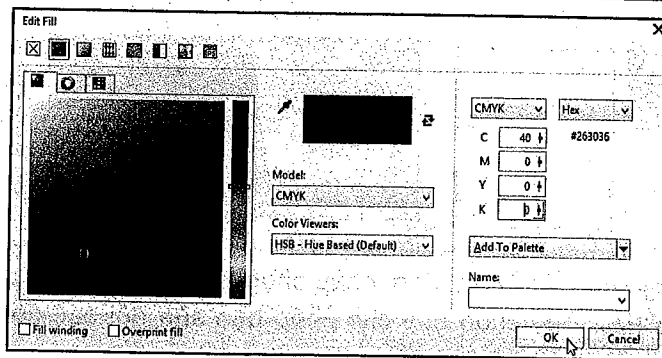 Edit Fill
CMYK
Hex
C 40
#263036
M 0
Y 0
K 0
Model:
CMYK
Color Viewers:
HSB - Hue Based (Default)
Add To Palette
Name:
Fill winding
Overprint fill
OK
Cancel